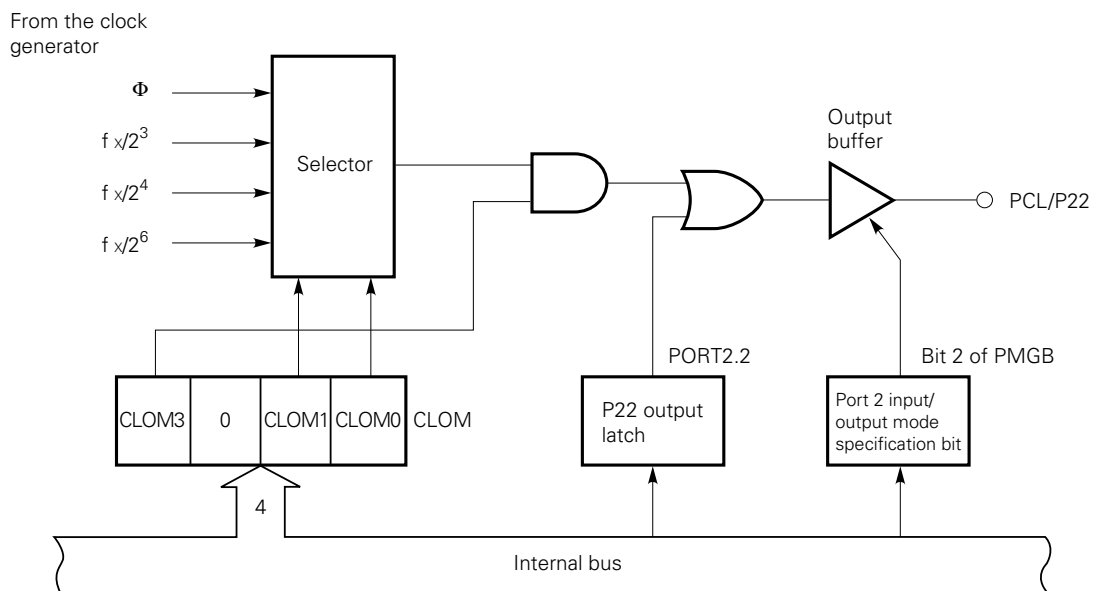 From the clock
generator
Φ
f x/2³
f x/2⁴
f x/2⁶
Selector
Output
buffer
PCL/P22
PORT2.2
Bit 2 of PMGB
CLOM3 0 CLOM1 CLOM0 CLOM
P22 output
latch
Port 2 input/
output mode
specification bit
4
Internal bus